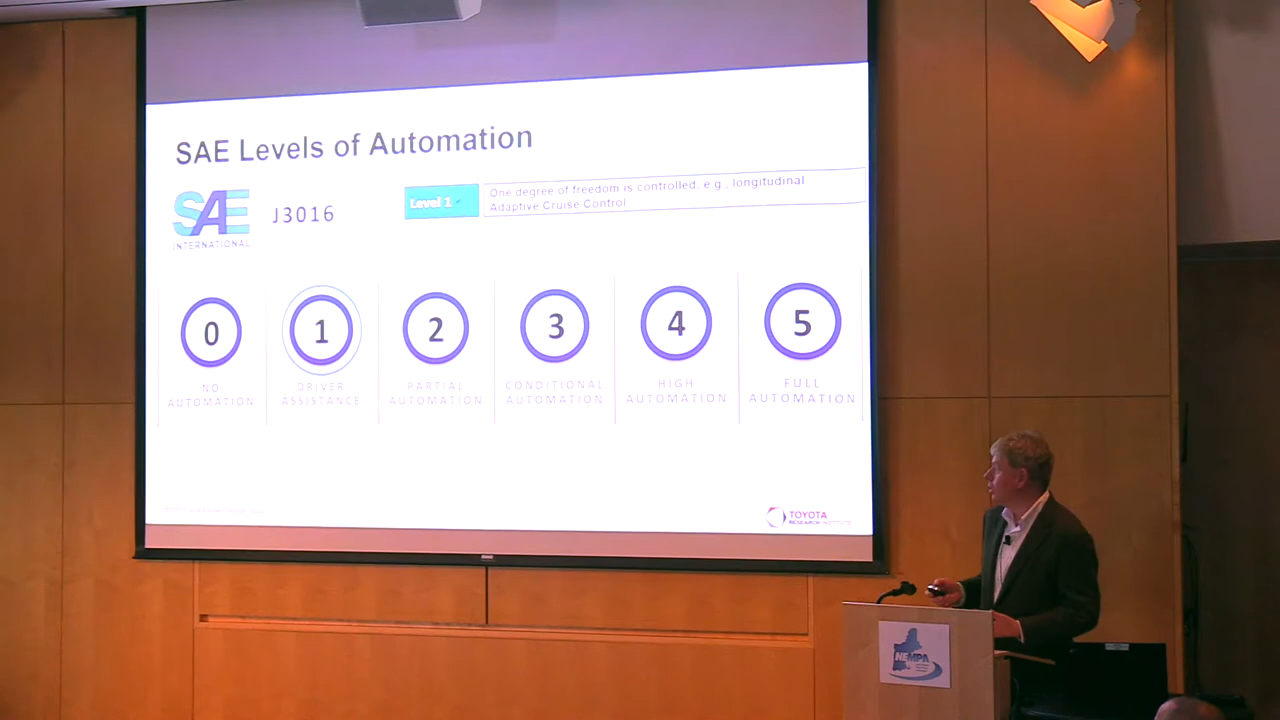 SAE Levels of Automation
SAE
INTERNATIONAL
J3016
Level 1
One degree of freedom is controlled, e.g., longitudinal
Adaptive Cruise Control
0
NO
AUTOMATION
1
DRIVER
ASSISTANCE
2
PARTIAL
AUTOMATION
3
CONDITIONAL
AUTOMATION
4
HIGH
AUTOMATION
5
FULL
AUTOMATION
TOYOTA
RESEARCH INSTITUTE
NEMPA